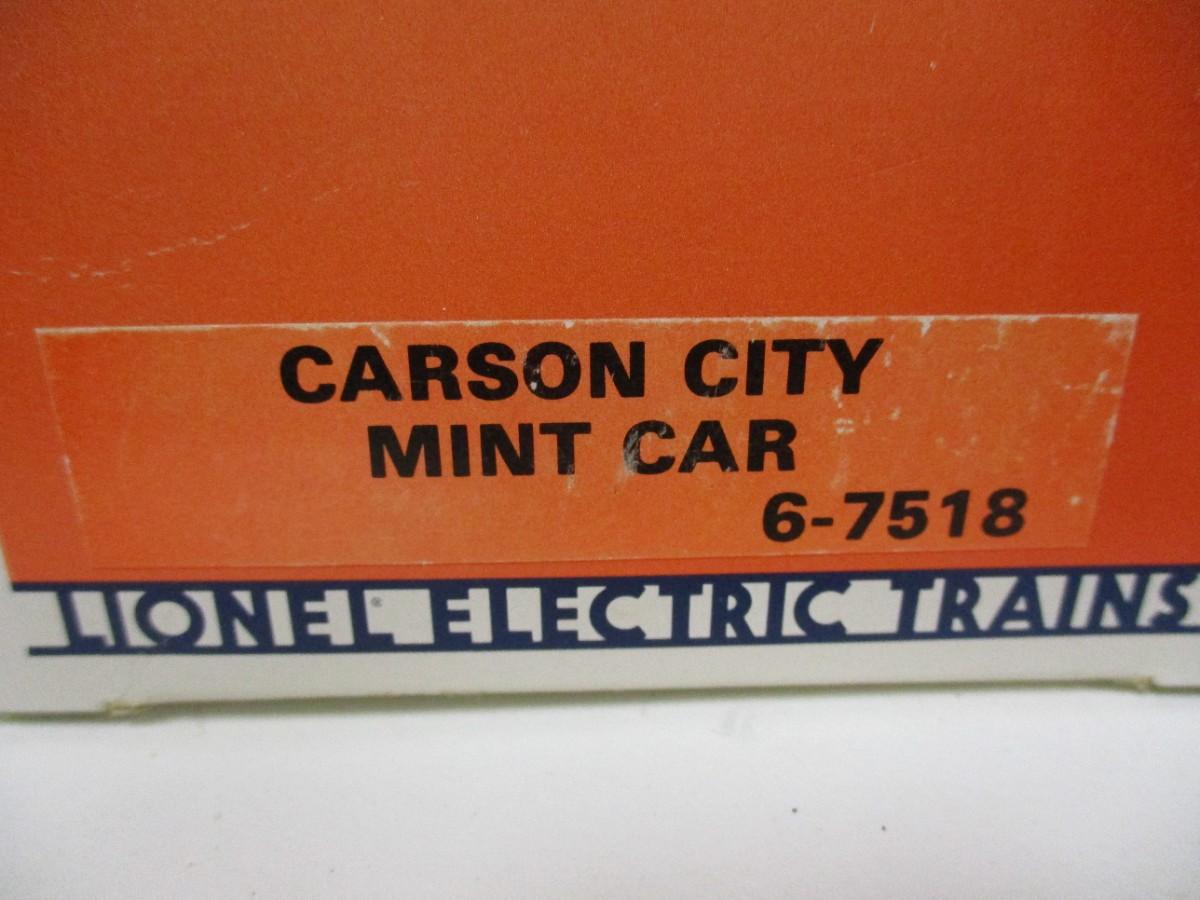 CARSON CITY
MINT CAR
6-7518
LIONEL® ELECTRIC TRAINS